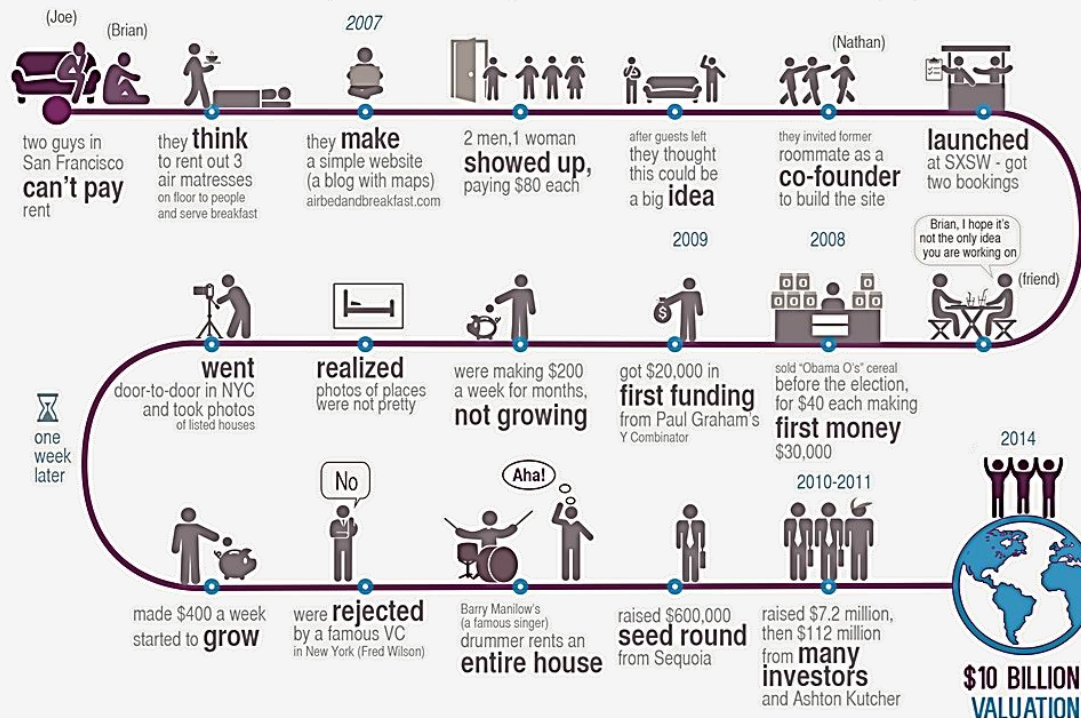 (Joe)
(Brian)
two guys in
San Francisco
can't pay
rent
they think
to rent out 3
air matresses
on floor to people
and serve breakfast
2007
they make
a simple website
(a blog with maps)
airbedandbreakfast.com
2 men,1 woman
showed up,
paying $80 each
after guests left
they thought
this could be
a big idea
(Nathan)
they invited former
roommate as a
co-founder
to build the site
launched
at SXSW - got
two bookings
Brian, I hope it's
not the only idea
you are working on
(friend)
2008
sold "Obama O's" cereal
before the election,
for $40 each making
first money
$30,000
2009
got $20,000 in
first funding
from Paul Graham's
Y Combinator
were making $200
a week for months,
not growing
realized
photos of places
were not pretty
went
door-to-door in NYC
and took photos
of listed houses
one
week
later
made $400 a week
started to grow
No
were rejected
by a famous VC
in New York (Fred Wilson)
Aha!
Barry Manilow's
(a famous singer)
drummer rents an
entire house
raised $600,000
seed round
from Sequoia
2010-2011
raised $7.2 million,
then $112 million
from many
investors
and Ashton Kutcher
2014
$10 BILLION
VALUATION